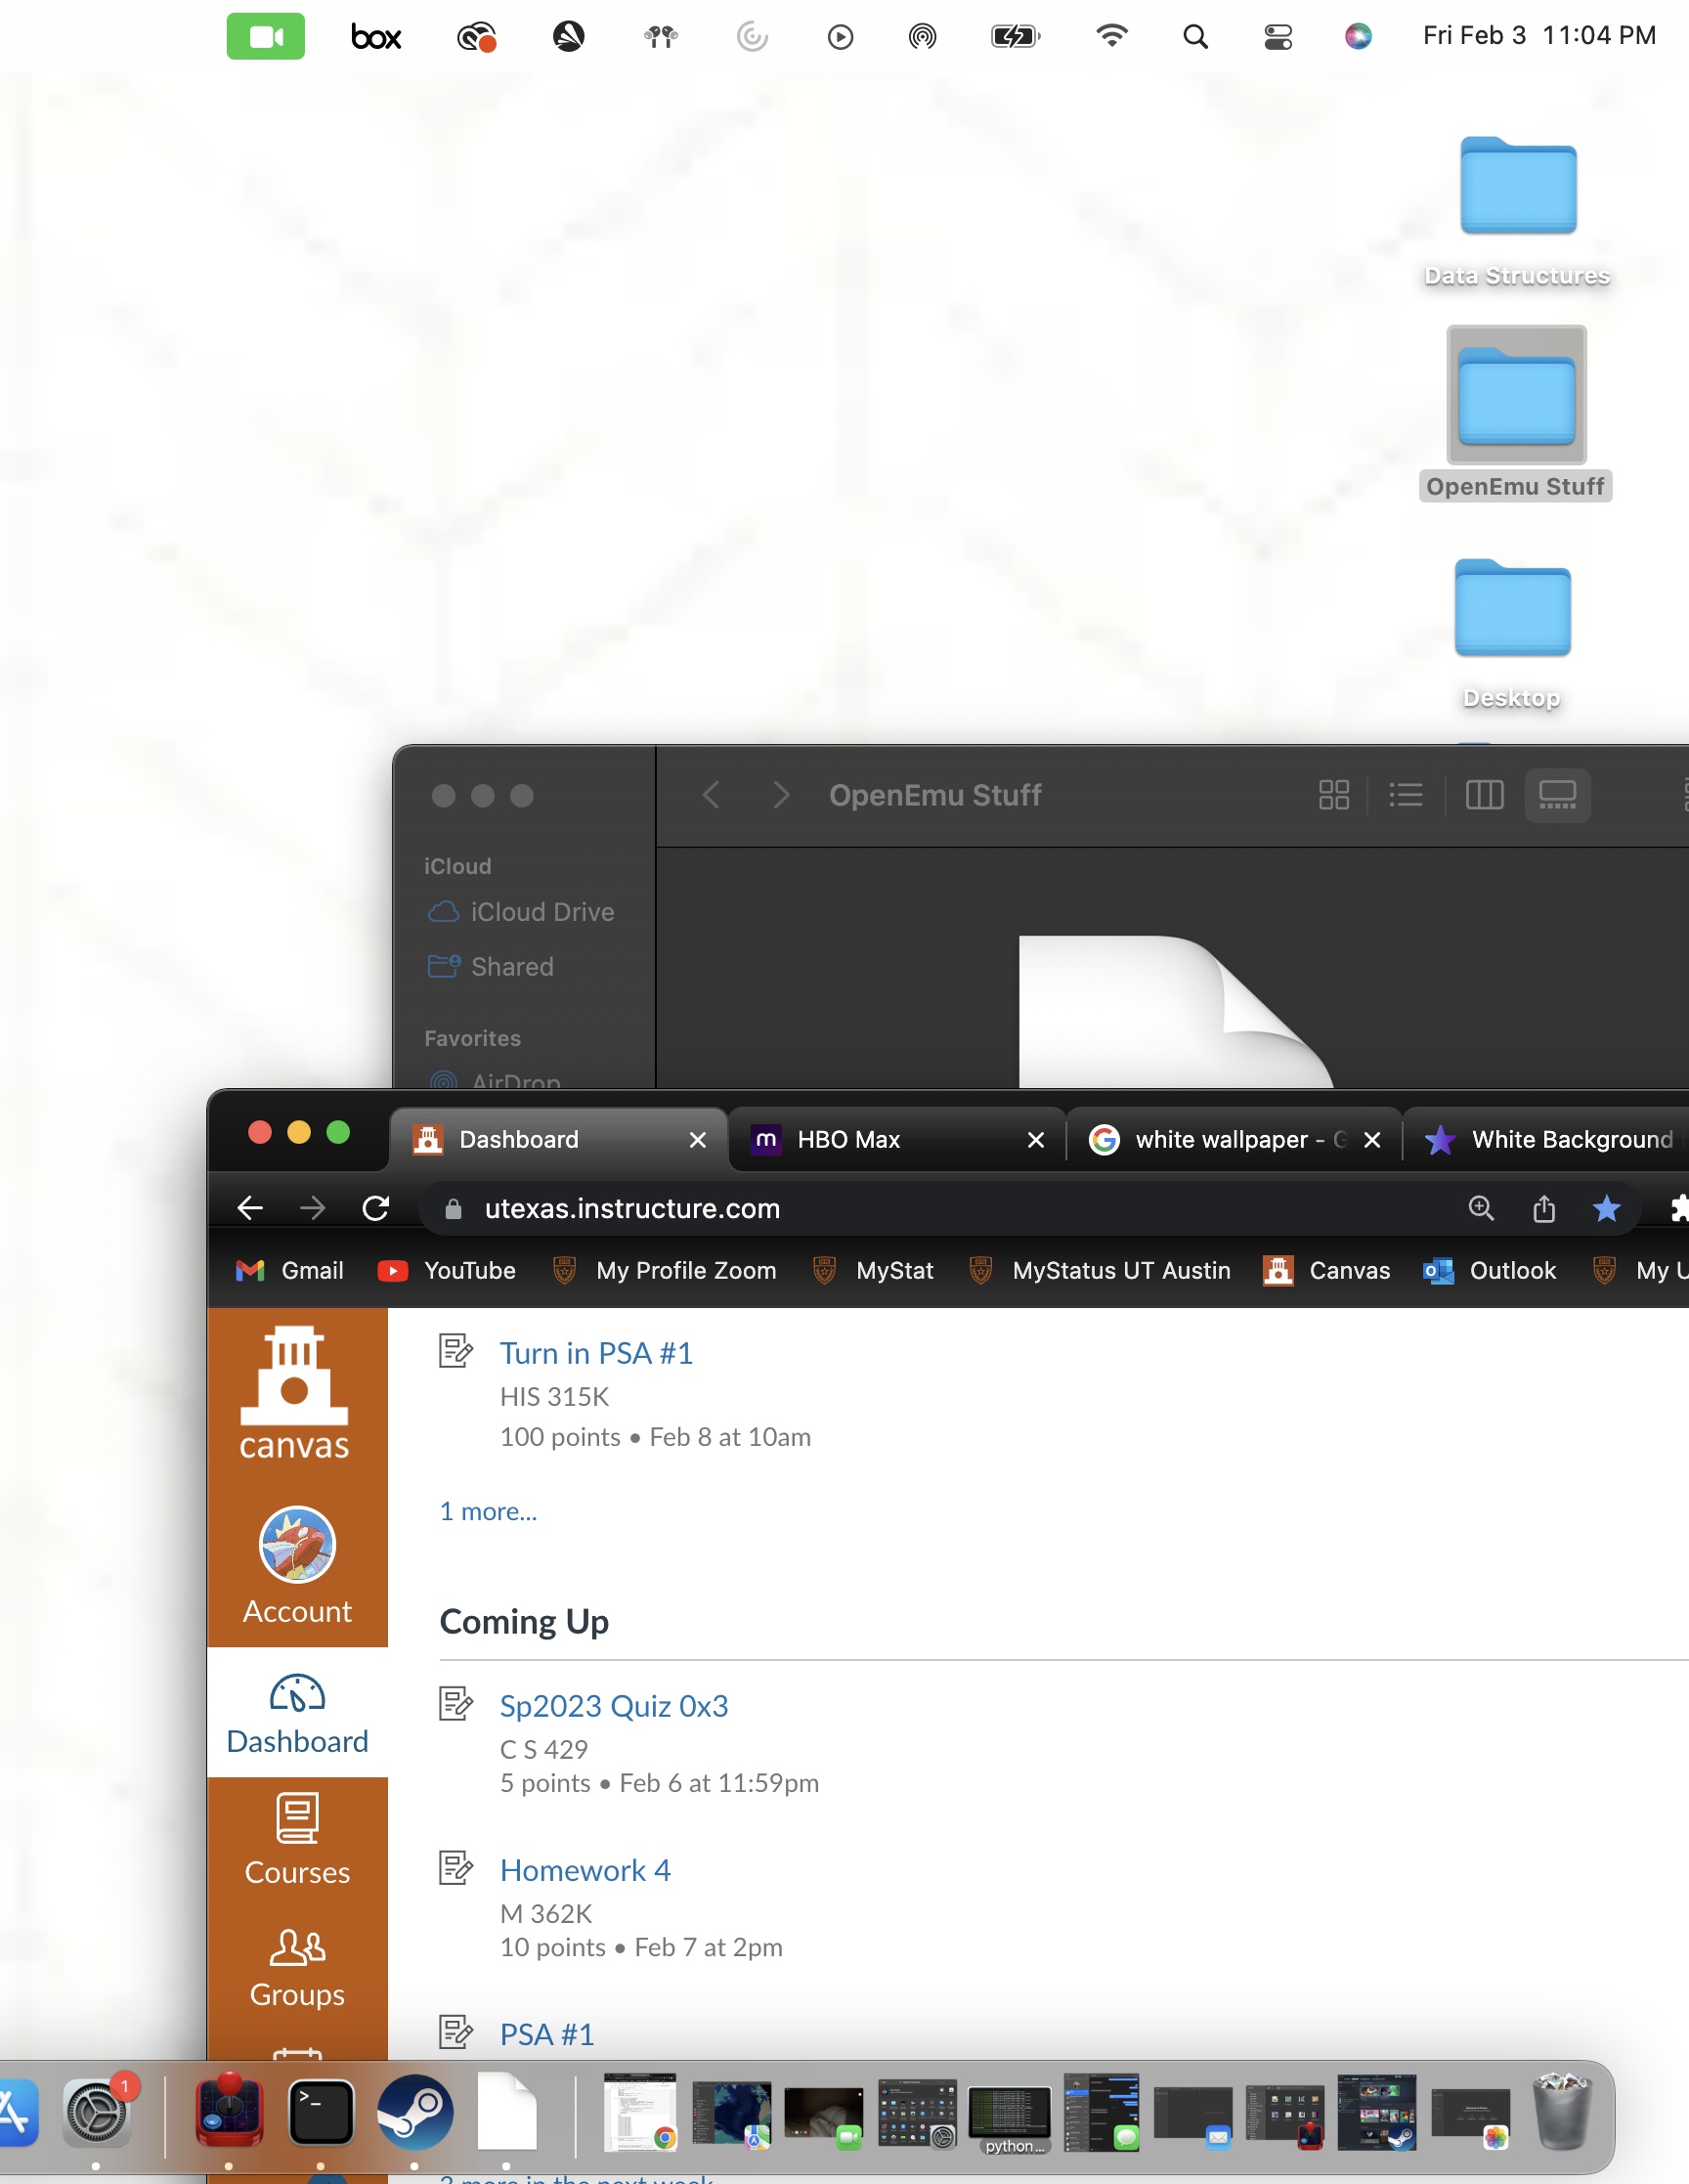 box
Fri Feb 3 11:04 PM
Data Structures
OpenEmu Stuff
Desktop
OpenEmu Stuff
iCloud
iCloud Drive
Shared
Favorites
AirDrop
Dashboard
m HBO Max
white wallpaper - G
White Background
utexas.instructure.com
Gmail YouTube My Profile Zoom MyStat MyStatus UT Austin Canvas Outlook My U
canvas
Account
Dashboard
Courses
Groups
Turn in PSA #1
HIS 315K
100 points • Feb 8 at 10am
1 more...
Coming Up
Sp2023 Quiz 0x3
C S 429
5 points • Feb 6 at 11:59pm
Homework 4
M 362K
10 points • Feb 7 at 2pm
PSA #1
1
>_
python...
3 more in the next week